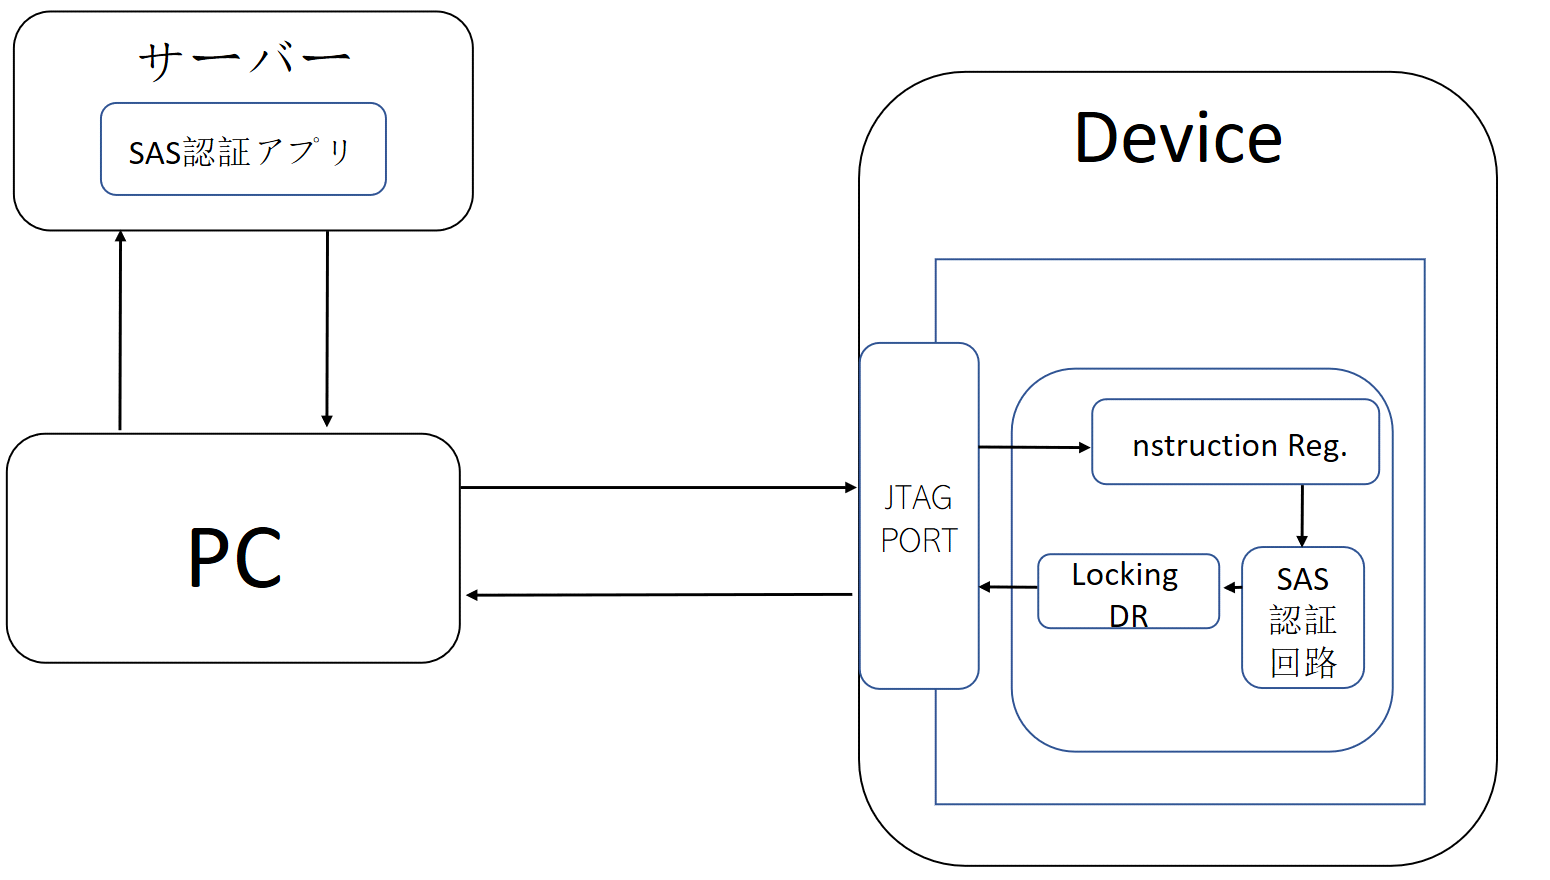 サーバー
SAS認証アプリ
PC
Device
JTAG
PORT
nstruction Reg.
Locking
DR
SAS
認証
回路